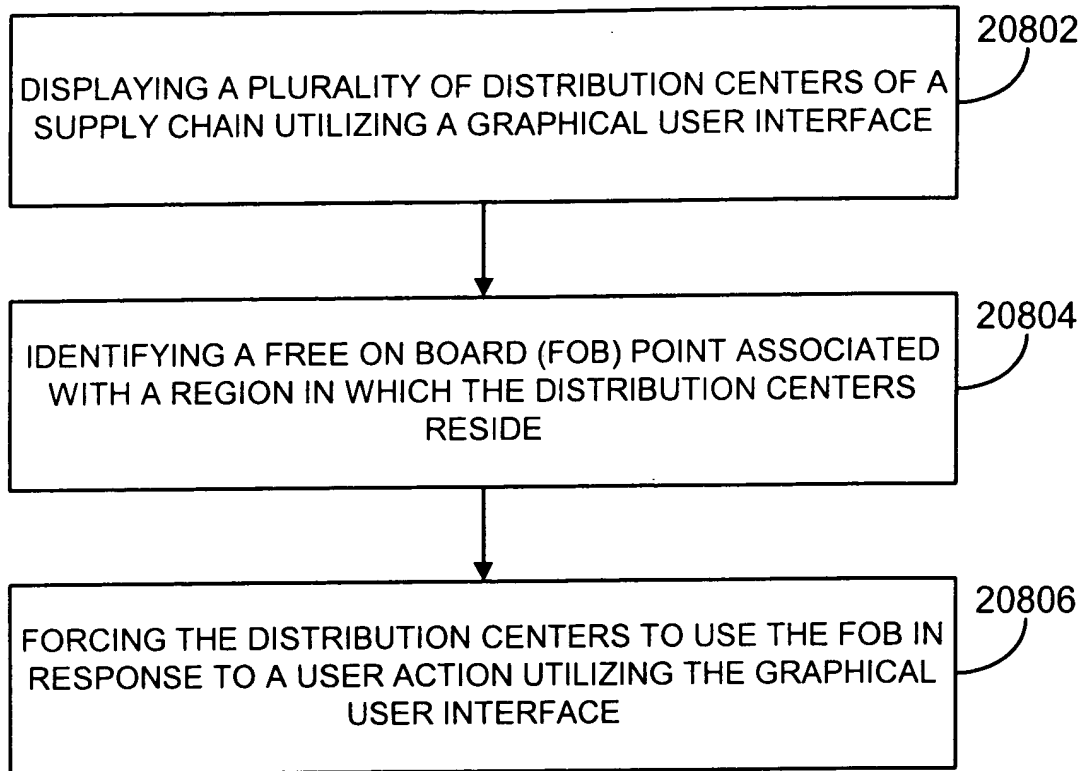 20802
DISPLAYING A PLURALITY OF DISTRIBUTION CENTERS OF A
SUPPLY CHAIN UTILIZING A GRAPHICAL USER INTERFACE
20804
IDENTIFYING A FREE ON BOARD (FOB) POINT ASSOCIATED
WITH A REGION IN WHICH THE DISTRIBUTION CENTERS
RESIDE
20806
FORCING THE DISTRIBUTION CENTERS TO USE THE FOB IN
RESPONSE TO A USER ACTION UTILIZING THE GRAPHICAL
USER INTERFACE